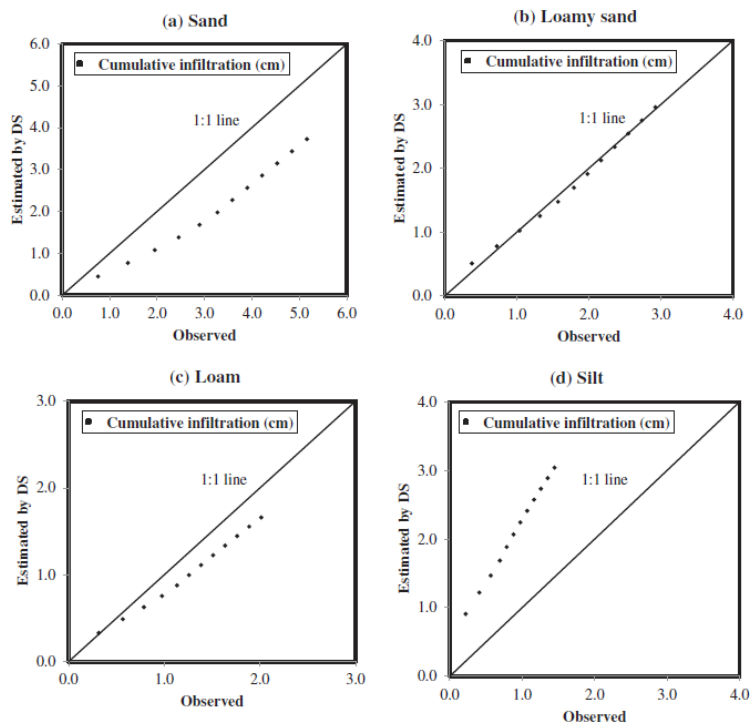 (a) Sand
6.0
5.0
4.0
3.0
2.0
1.0
0.0
Estimated by DS
Cumulative infiltration (cm)
1:1 line
0.0 1.0 2.0 3.0 4.0 5.0 6.0
Observed
(b) Loamy sand
4.0
3.0
2.0
1.0
0.0
Estimated by DS
Cumulative infiltration (cm)
1:1 line
0.0 1.0 2.0 3.0 4.0
Observed
(c) Loam
3.0
2.0
1.0
0.0
Estimated by DS
Cumulative infiltration (cm)
1:1 line
0.0 1.0 2.0 3.0
Observed
(d) Silt
4.0
3.0
2.0
1.0
0.0
Estimated by DS
Cumulative infiltration (cm)
1:1 line
0.0 1.0 2.0 3.0 4.0
Observed